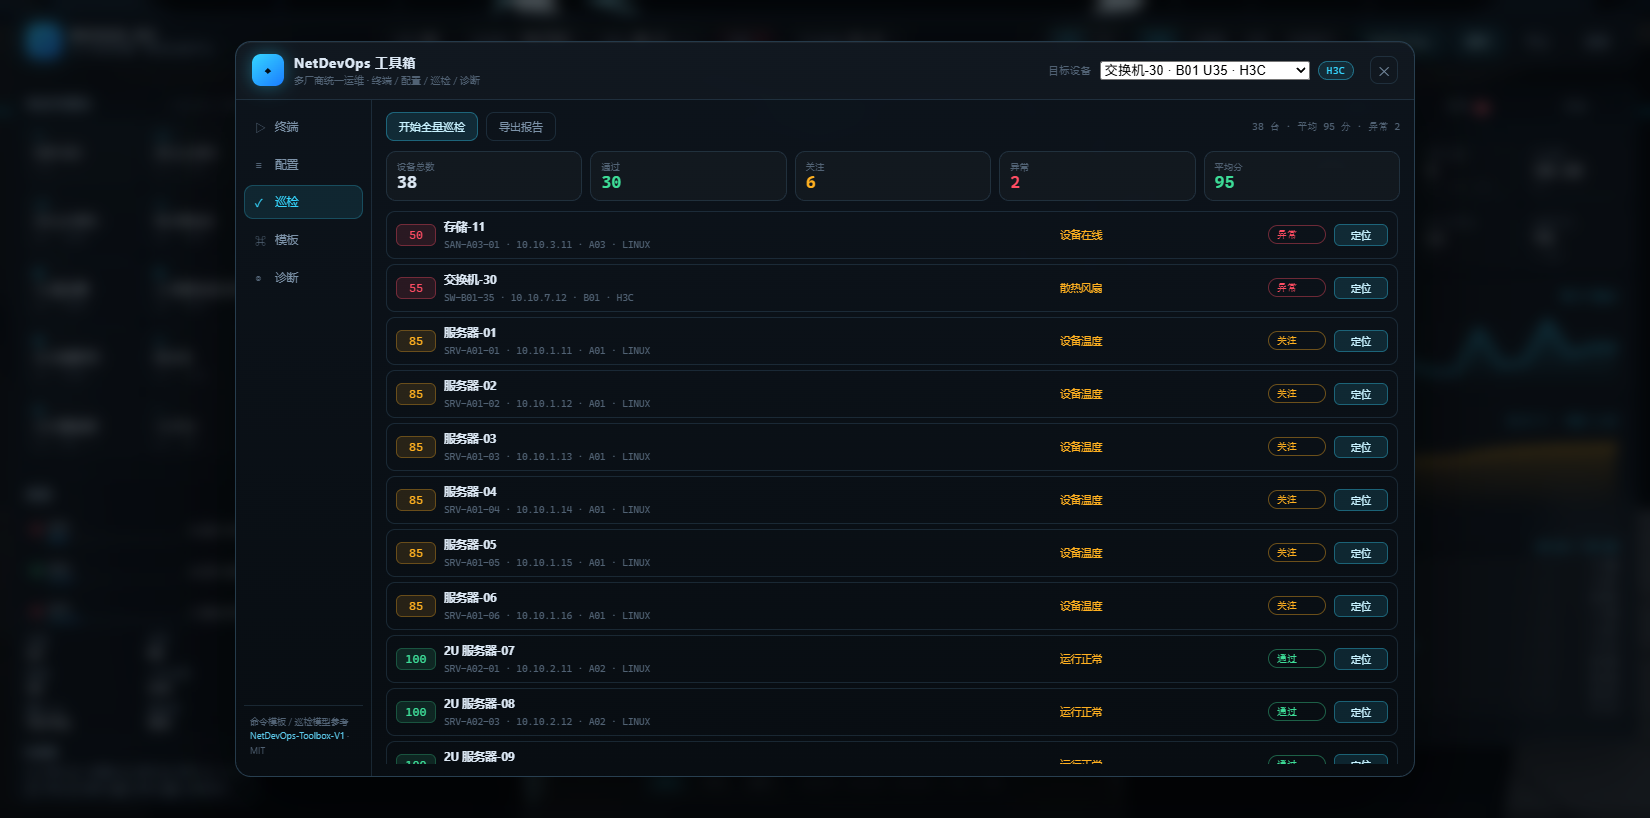 NetDevOps 工具箱
多厂商统一运维 · 终端 / 配置 / 巡检 / 诊断
目标设备
交换机-30 · B01 U35 · H3C
H3C
终端
配置
巡检
模板
诊断
命令模板 / 巡检模型参考
NetDevOps-Toolbox-V1 ·
MIT
开始全量巡检
导出报告
38 台 · 平均 95 分 · 异常 2
设备总数
38
通过
30
关注
6
异常
2
平均分
95
50
存储-11
SAN-A03-01 · 10.10.3.11 · A03 · LINUX
设备在线
异常
定位
55
交换机-30
SW-B01-35 · 10.10.7.12 · B01 · H3C
散热风扇
异常
定位
85
服务器-01
SRV-A01-01 · 10.10.1.11 · A01 · LINUX
设备温度
关注
定位
85
服务器-02
SRV-A01-02 · 10.10.1.12 · A01 · LINUX
设备温度
关注
定位
85
服务器-03
SRV-A01-03 · 10.10.1.13 · A01 · LINUX
设备温度
关注
定位
85
服务器-04
SRV-A01-04 · 10.10.1.14 · A01 · LINUX
设备温度
关注
定位
85
服务器-05
SRV-A01-05 · 10.10.1.15 · A01 · LINUX
设备温度
关注
定位
85
服务器-06
SRV-A01-06 · 10.10.1.16 · A01 · LINUX
设备温度
关注
定位
100
2U 服务器-07
SRV-A02-01 · 10.10.2.11 · A02 · LINUX
运行正常
通过
定位
100
2U 服务器-08
SRV-A02-03 · 10.10.2.12 · A02 · LINUX
运行正常
通过
定位
100
2U 服务器-09
运行正常
通过
定位